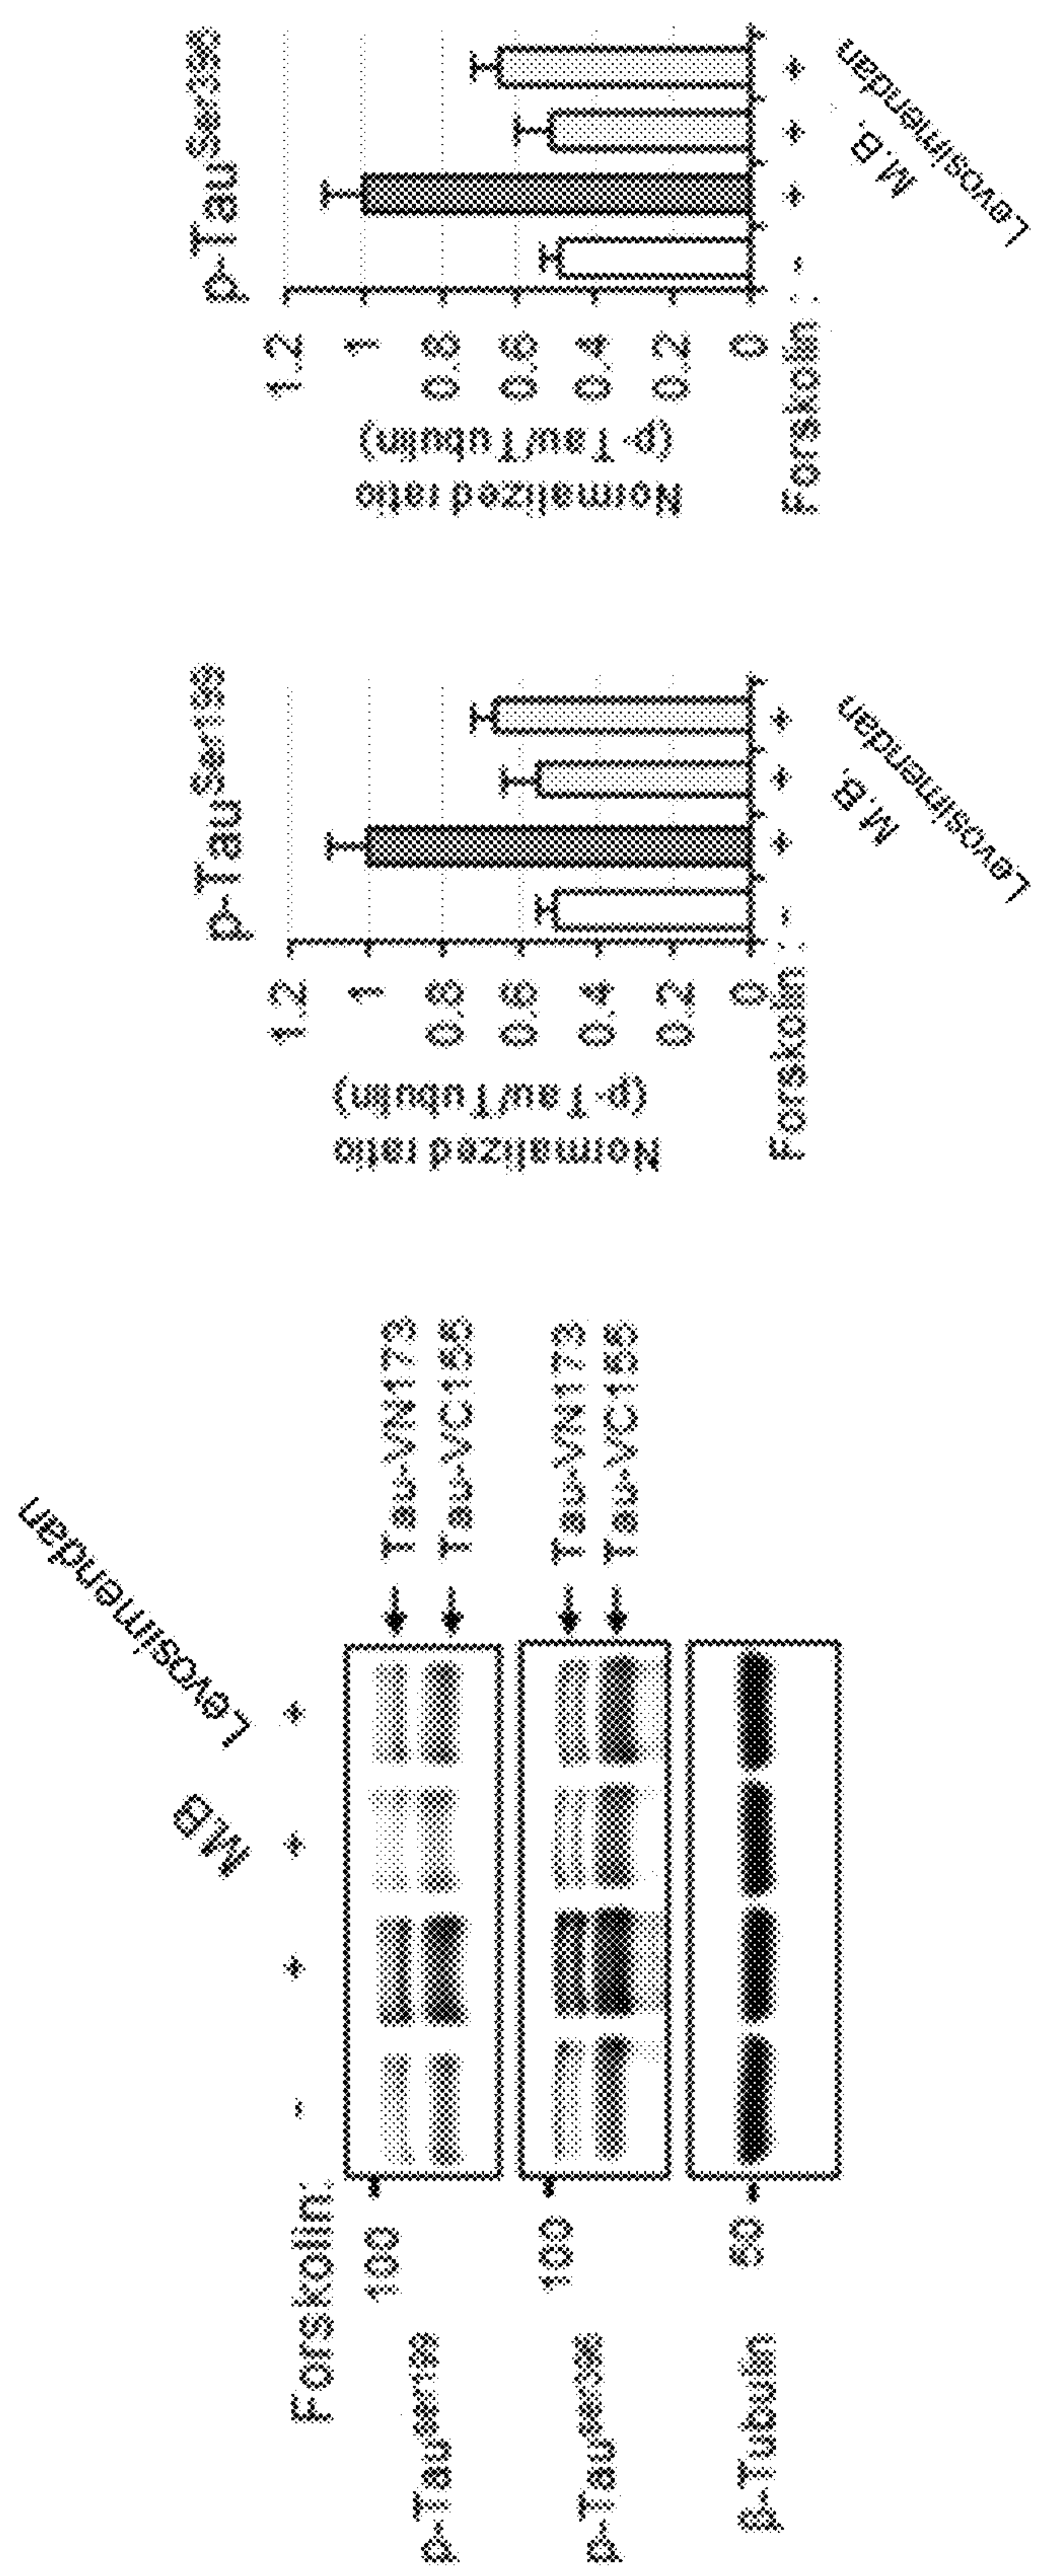 Levosimendan
MB
Forskolin: - + + +
p-Tau^Ser199
100
Tau-VN173
Tau-VC155
p-Tau^Ser396
100
Tau-VN173
Tau-VC155
β-Tubulin
50
p-Tau^Ser199
Normalized ratio
(p-Tau/Tubulin)
1.2
1
0.8
0.6
0.4
0.2
0
Forskolin : - + + +
M.B.
Levosimendan
p-Tau^Ser396
Normalized ratio
(p-Tau/Tubulin)
1.2
1
0.8
0.6
0.4
0.2
0
Forskolin : - + + +
M.B.
Levosimendan